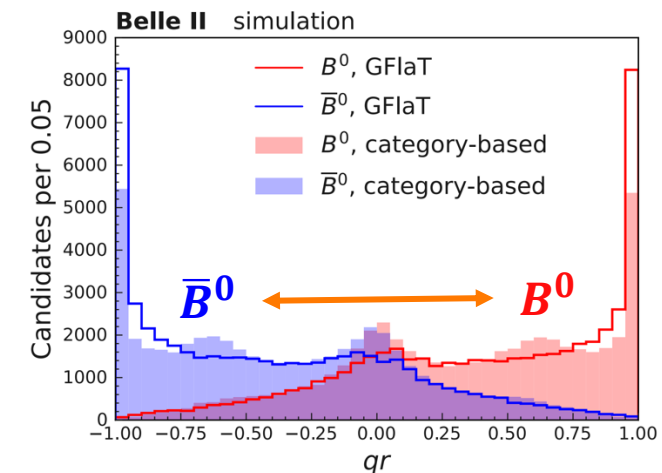 Belle II simulation
9000
8000
7000
6000
5000
4000
3000
2000
1000
0
Candidates per 0.05
B⁰, GFlaT
B̅⁰, GFlaT
B⁰, category-based
B̅⁰, category-based
B̅⁰
B⁰
−1.00 −0.75 −0.50 −0.25 0.00 0.25 0.50 0.75 1.00
qr